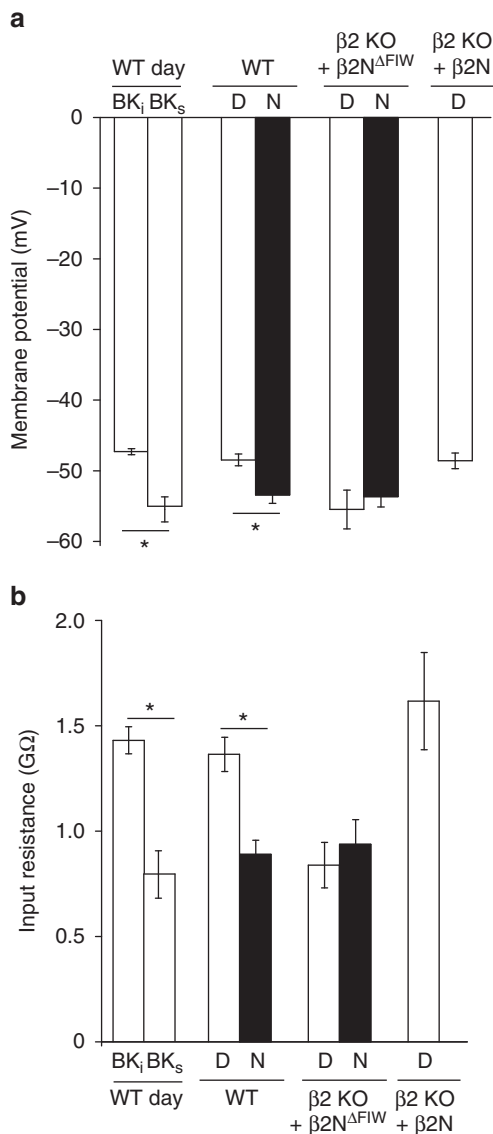 a
WT day WT β2 KO + β2N^ΔFIW β2 KO + β2N
BKi BKs D N D N D
0
–10
–20
–30
–40
–50
–60
Membrane potential (mV)
* *
b
2.0
1.5
1.0
0.5
0
Input resistance (GΩ)
* *
BKi BKs D N D N D
WT day WT β2 KO + β2N^ΔFIW β2 KO + β2N